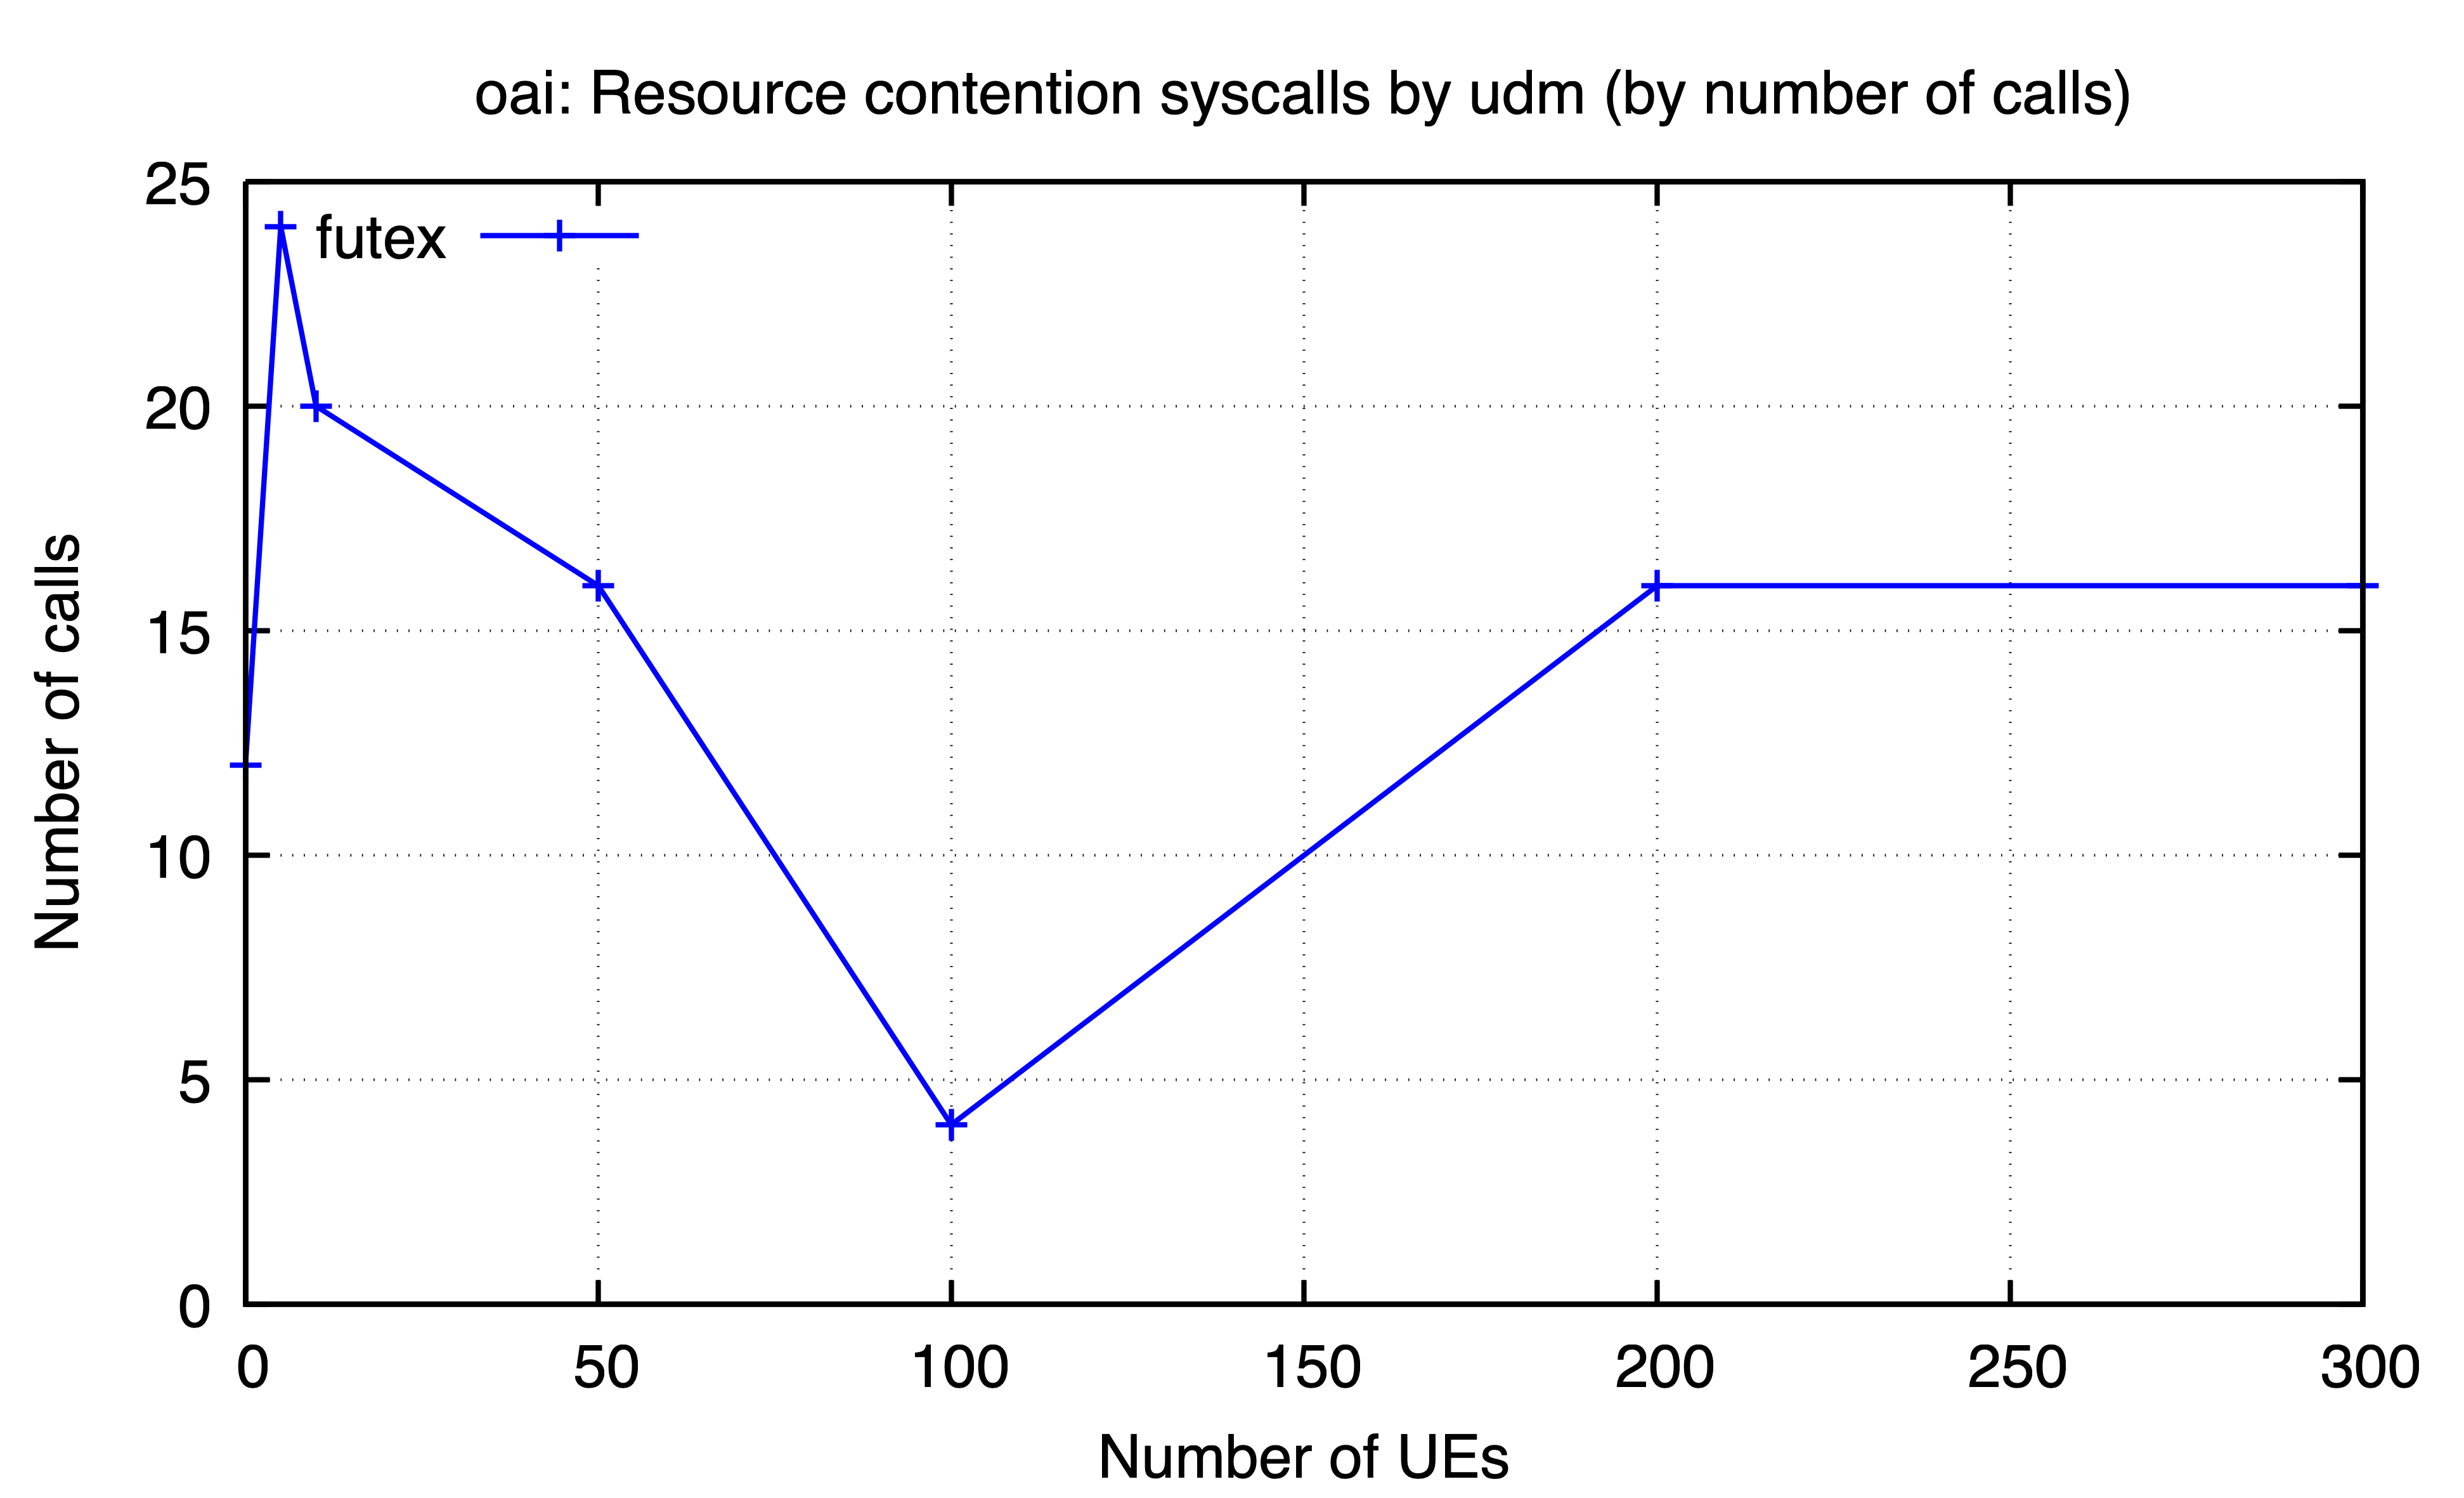 oai: Resource contention syscalls by udm (by number of calls)
25
futex
20
15
10
5
0
Number of calls
0 50 100 150 200 250 300
Number of UEs